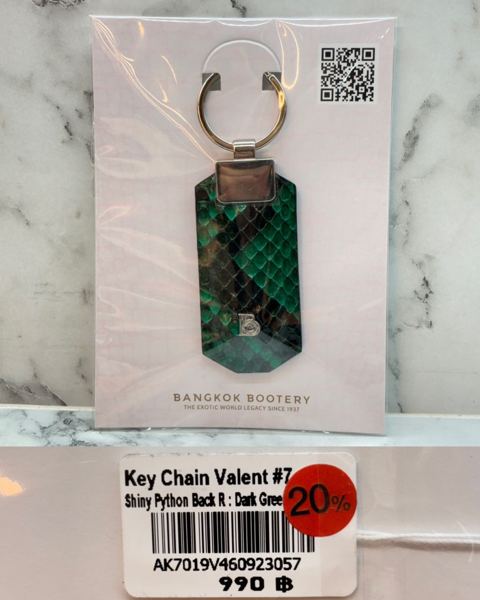 B
BANGKOK BOOTERY
THE EXOTIC WORLD LEGACY SINCE 1937
Key Chain Valent #7
Shiny Python Back R : Dark Gree
20%
AK7019V460923057
990 ฿